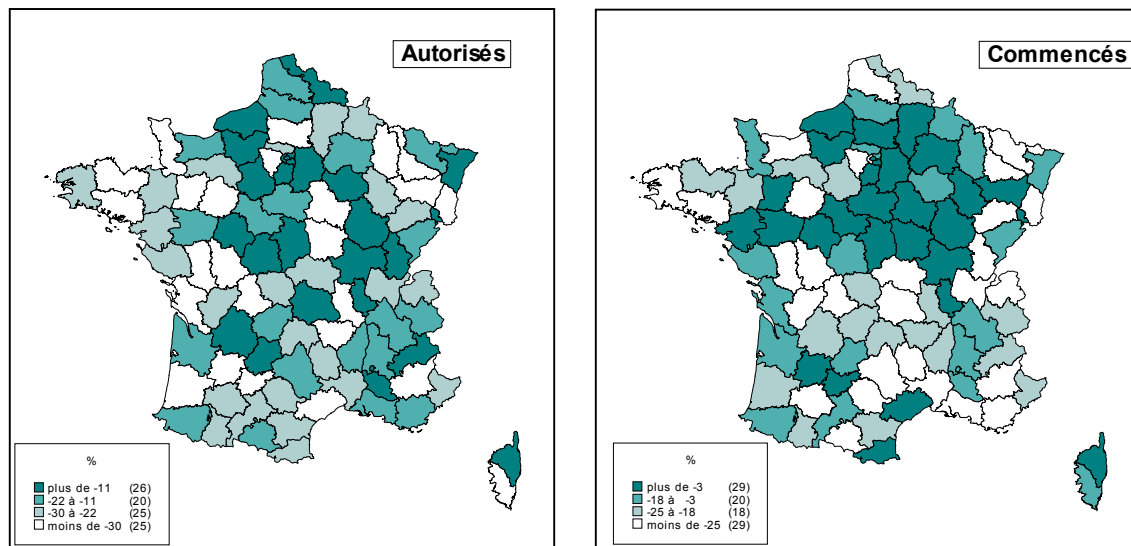 Autorisés
%
plus de -11 (26)
-22 à -11 (20)
-30 à -22 (25)
moins de -30 (25)
Commencés
%
plus de -3 (29)
-18 à -3 (20)
-25 à -18 (18)
moins de -25 (29)